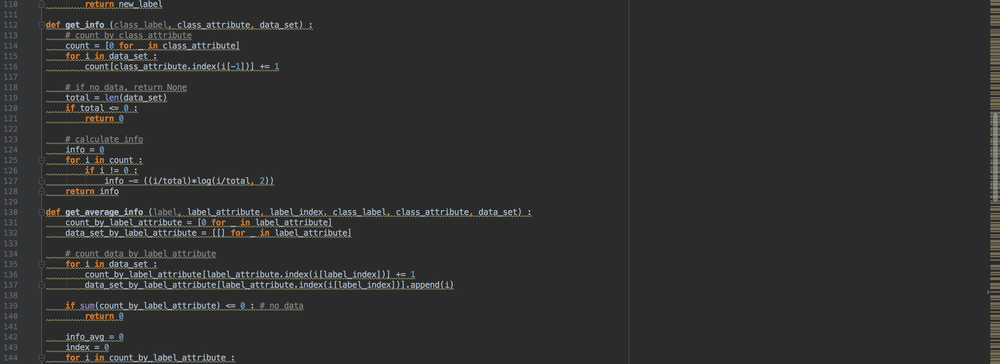 110         return new_label
111
112 def get_info (class_label, class_attribute, data_set) :
113     # count by class attribute
114     count = [0 for _ in class_attribute]
115     for i in data_set :
116         count[class_attribute.index(i[-1])] += 1
117
118     # if no data, return None
119     total = len(data_set)
120     if total <= 0 :
121         return 0
122
123     # calculate info
124     info = 0
125     for i in count :
126         if i != 0 :
127             info -= ((i/total)*log(i/total, 2))
128     return info
129
130 def get_average_info (label, label_attribute, label_index, class_label, class_attribute, data_set) :
131     count_by_label_attribute = [0 for _ in label_attribute]
132     data_set_by_label_attribute = [[] for _ in label_attribute]
133
134     # count data by label attribute
135     for i in data_set :
136         count_by_label_attribute[label_attribute.index(i[label_index])] += 1
137         data_set_by_label_attribute[label_attribute.index(i[label_index])].append(i)
138
139     if sum(count_by_label_attribute) <= 0 : # no data
140         return 0
141
142     info_avg = 0
143     index = 0
144     for i in count_by_label_attribute :